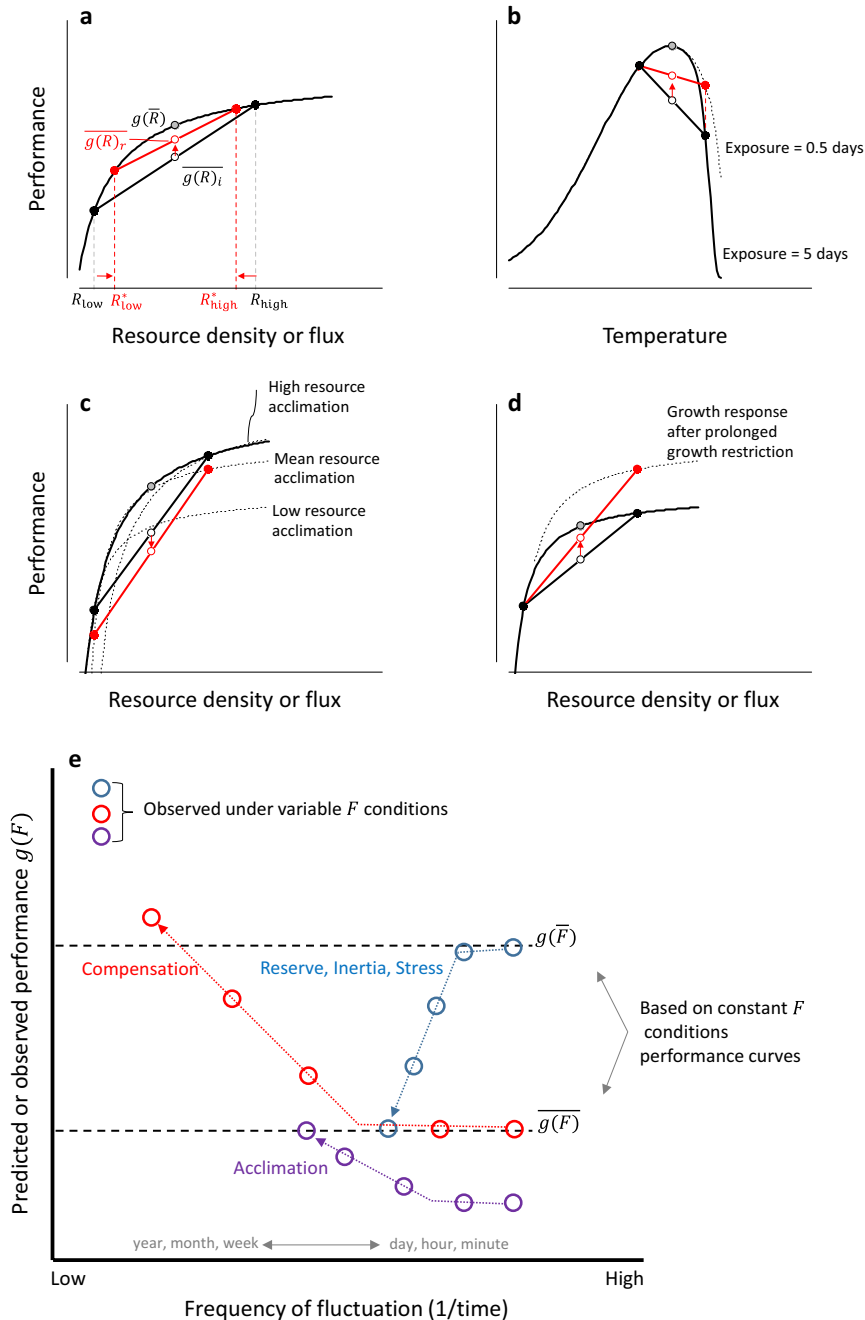 a
Performance
g(R̅)
g(R)̅ᵣ
g(R)̅ᵢ
R_low
R*_low
R*_high
R_high
Resource density or flux
b
Exposure = 0.5 days
Exposure = 5 days
Temperature
c
Performance
High resource
acclimation
Mean resource
acclimation
Low resource
acclimation
Resource density or flux
d
Growth response
after prolonged
growth restriction
Resource density or flux
e
Predicted or observed performance g(F)
Observed under variable F conditions
g(F̅)
Compensation
Reserve, Inertia, Stress
Based on constant F
conditions
performance curves
g(F)̅
Acclimation
year, month, week
day, hour, minute
Low
High
Frequency of fluctuation (1/time)